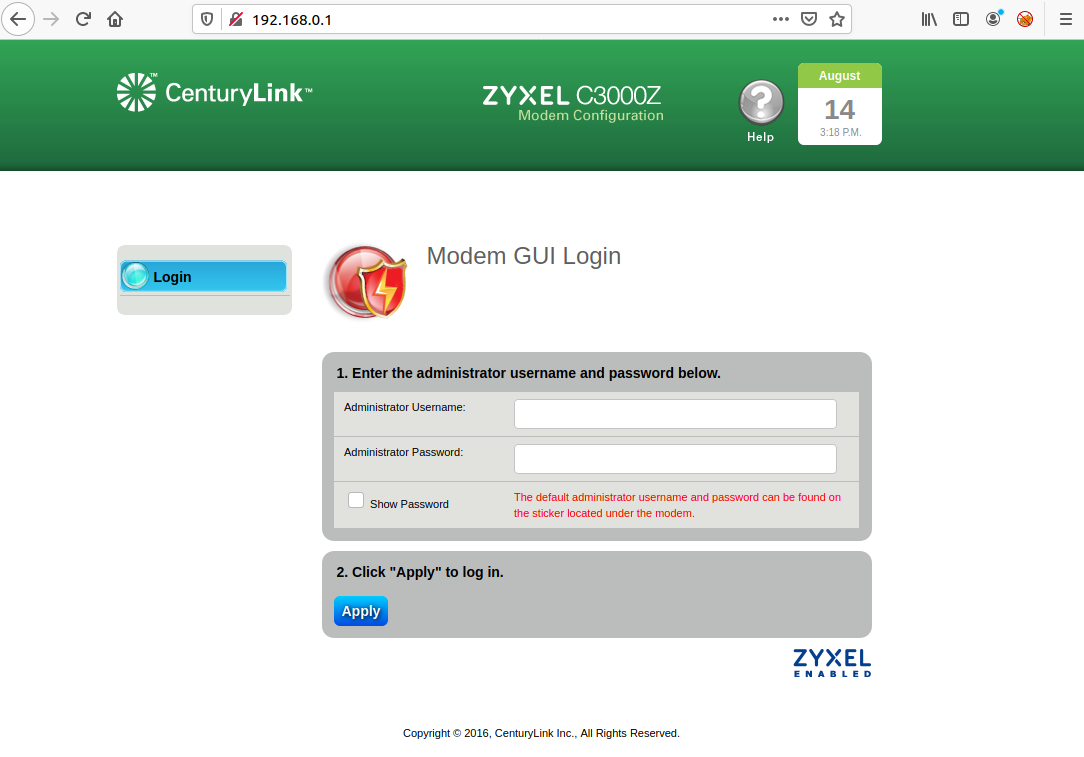 192.168.0.1
CenturyLink™
ZYXEL C3000Z
Modem Configuration
?
Help
August
14
3:18 P.M.
Login
Modem GUI Login
1. Enter the administrator username and password below.
Administrator Username:
Administrator Password:
Show Password
The default administrator username and password can be found on
the sticker located under the modem.
2. Click "Apply" to log in.
Apply
ZYXEL
ENABLED
Copyright © 2016, CenturyLink Inc., All Rights Reserved.